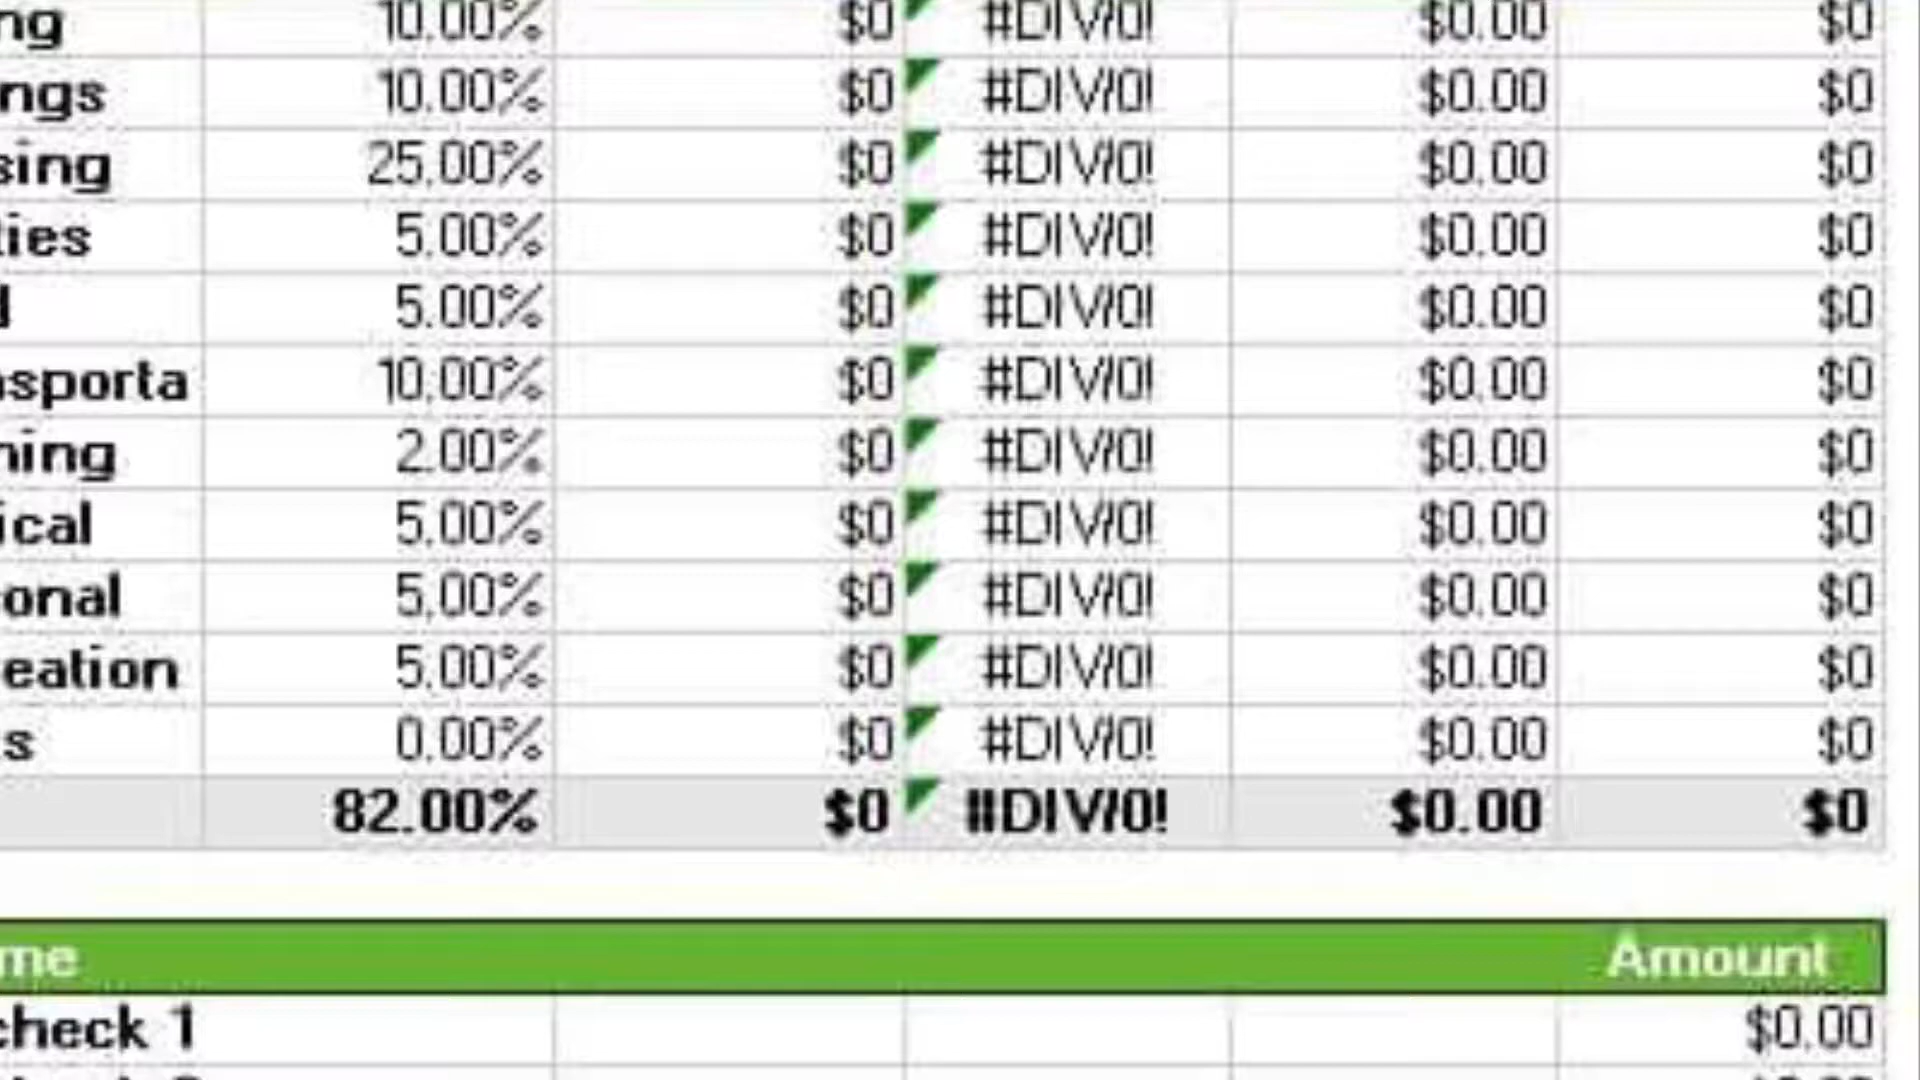 ng 10.00% $0 #DIV/0! $0.00 $0
ngs 10.00% $0 #DIV/0! $0.00 $0
sing 25.00% $0 #DIV/0! $0.00 $0
ties 5.00% $0 #DIV/0! $0.00 $0
d 5.00% $0 #DIV/0! $0.00 $0
nsporta 10.00% $0 #DIV/0! $0.00 $0
hing 2.00% $0 #DIV/0! $0.00 $0
ical 5.00% $0 #DIV/0! $0.00 $0
onal 5.00% $0 #DIV/0! $0.00 $0
eation 5.00% $0 #DIV/0! $0.00 $0
s 0.00% $0 #DIV/0! $0.00 $0
82.00% $0 #DIV/0! $0.00 $0
me Amount
check 1 $0.00